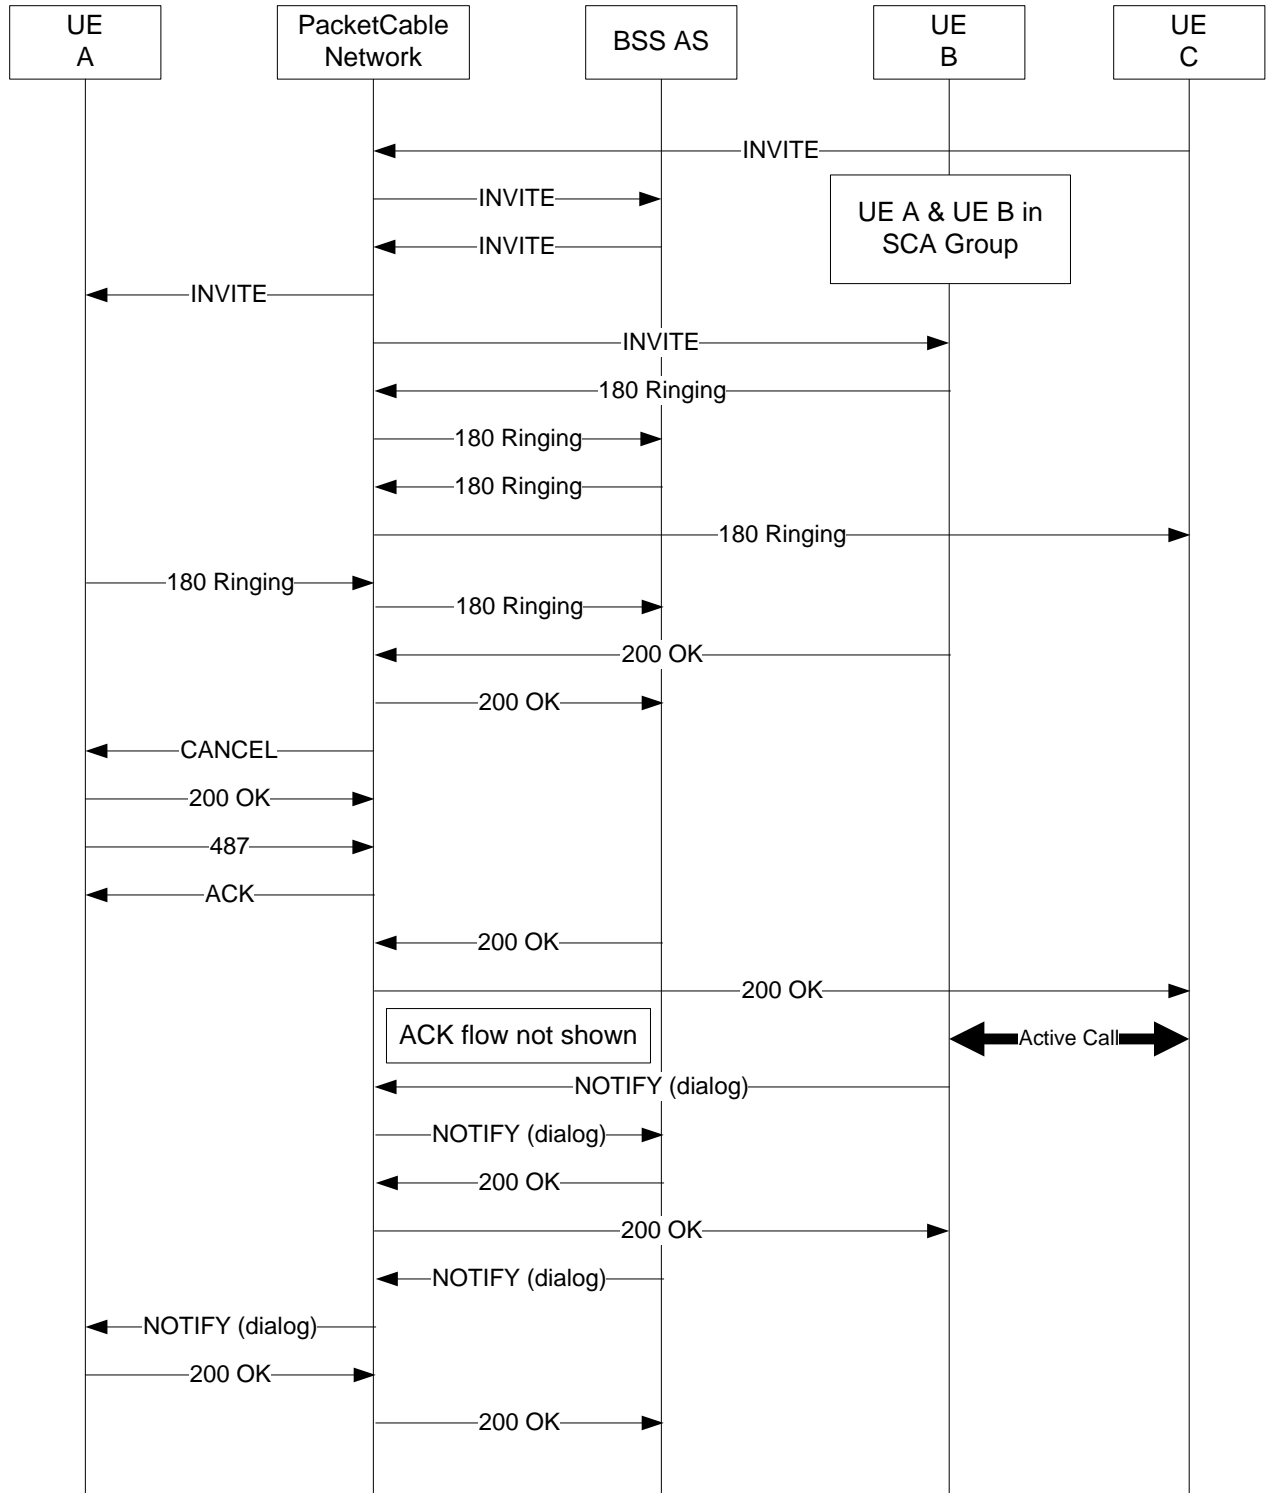 UE
A
PacketCable
Network
BSS AS
UE
B
UE
C
INVITE
INVITE
UE A & UE B in
SCA Group
INVITE
INVITE
INVITE
180 Ringing
180 Ringing
180 Ringing
180 Ringing
180 Ringing
180 Ringing
200 OK
200 OK
CANCEL
200 OK
487
ACK
200 OK
200 OK
ACK flow not shown
Active Call
NOTIFY (dialog)
NOTIFY (dialog)
200 OK
200 OK
NOTIFY (dialog)
NOTIFY (dialog)
200 OK
200 OK